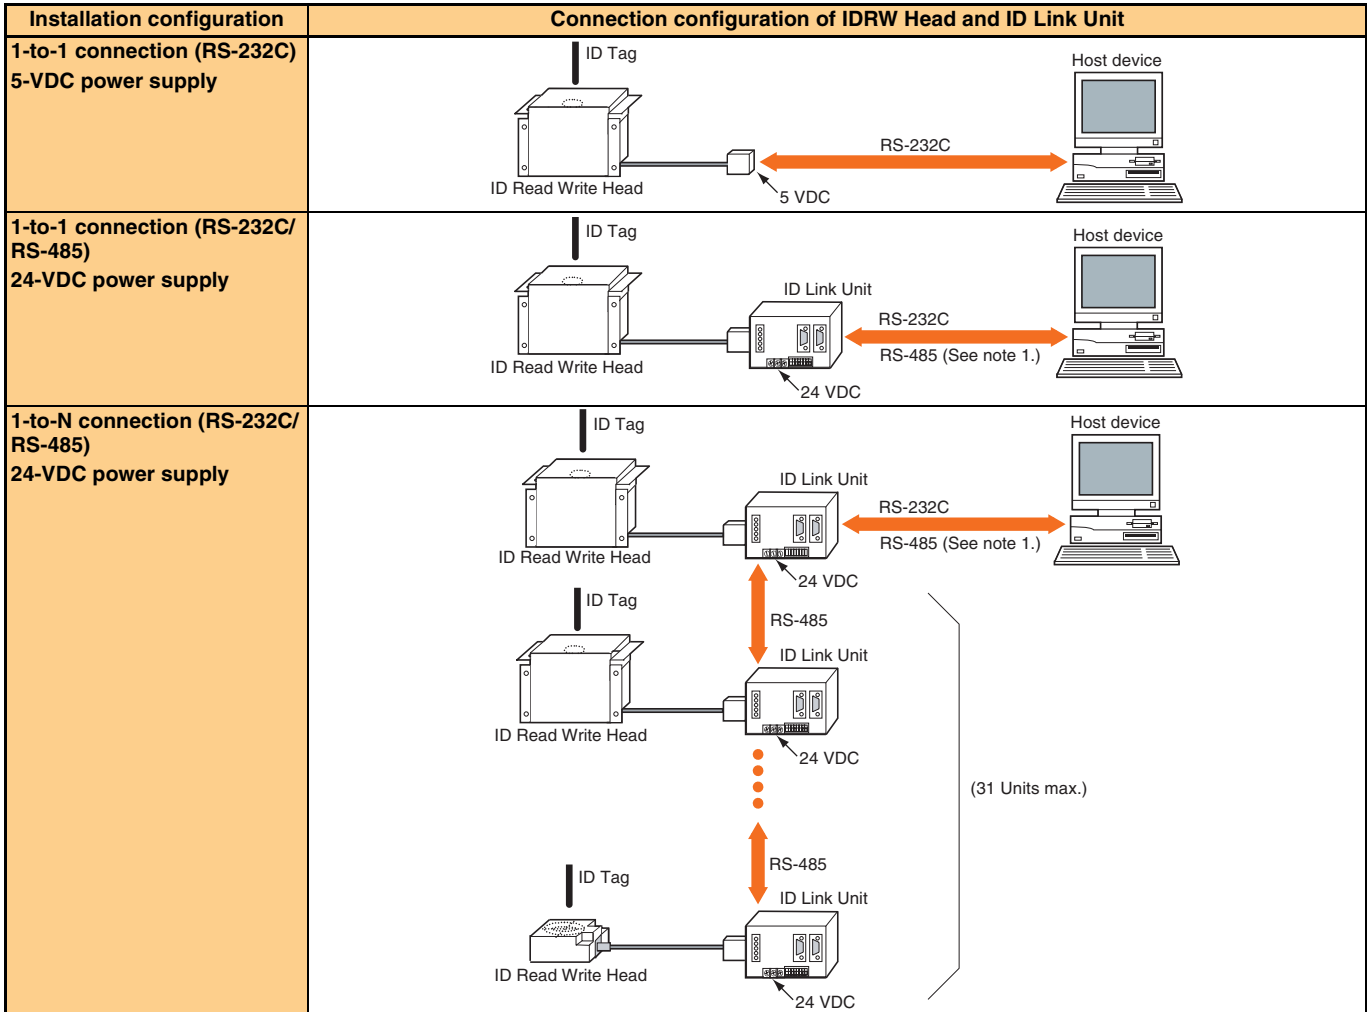 Installation configuration
Connection configuration of IDRW Head and ID Link Unit
1-to-1 connection (RS-232C)
5-VDC power supply
ID Tag
Host device
RS-232C
ID Read Write Head
5 VDC
1-to-1 connection (RS-232C/
RS-485)
24-VDC power supply
ID Tag
Host device
ID Link Unit
RS-232C
RS-485 (See note 1.)
ID Read Write Head
24 VDC
1-to-N connection (RS-232C/
RS-485)
24-VDC power supply
ID Tag
Host device
ID Link Unit
RS-232C
RS-485 (See note 1.)
ID Read Write Head
24 VDC
ID Tag
RS-485
ID Link Unit
ID Read Write Head
24 VDC
(31 Units max.)
RS-485
ID Tag
ID Link Unit
ID Read Write Head
24 VDC